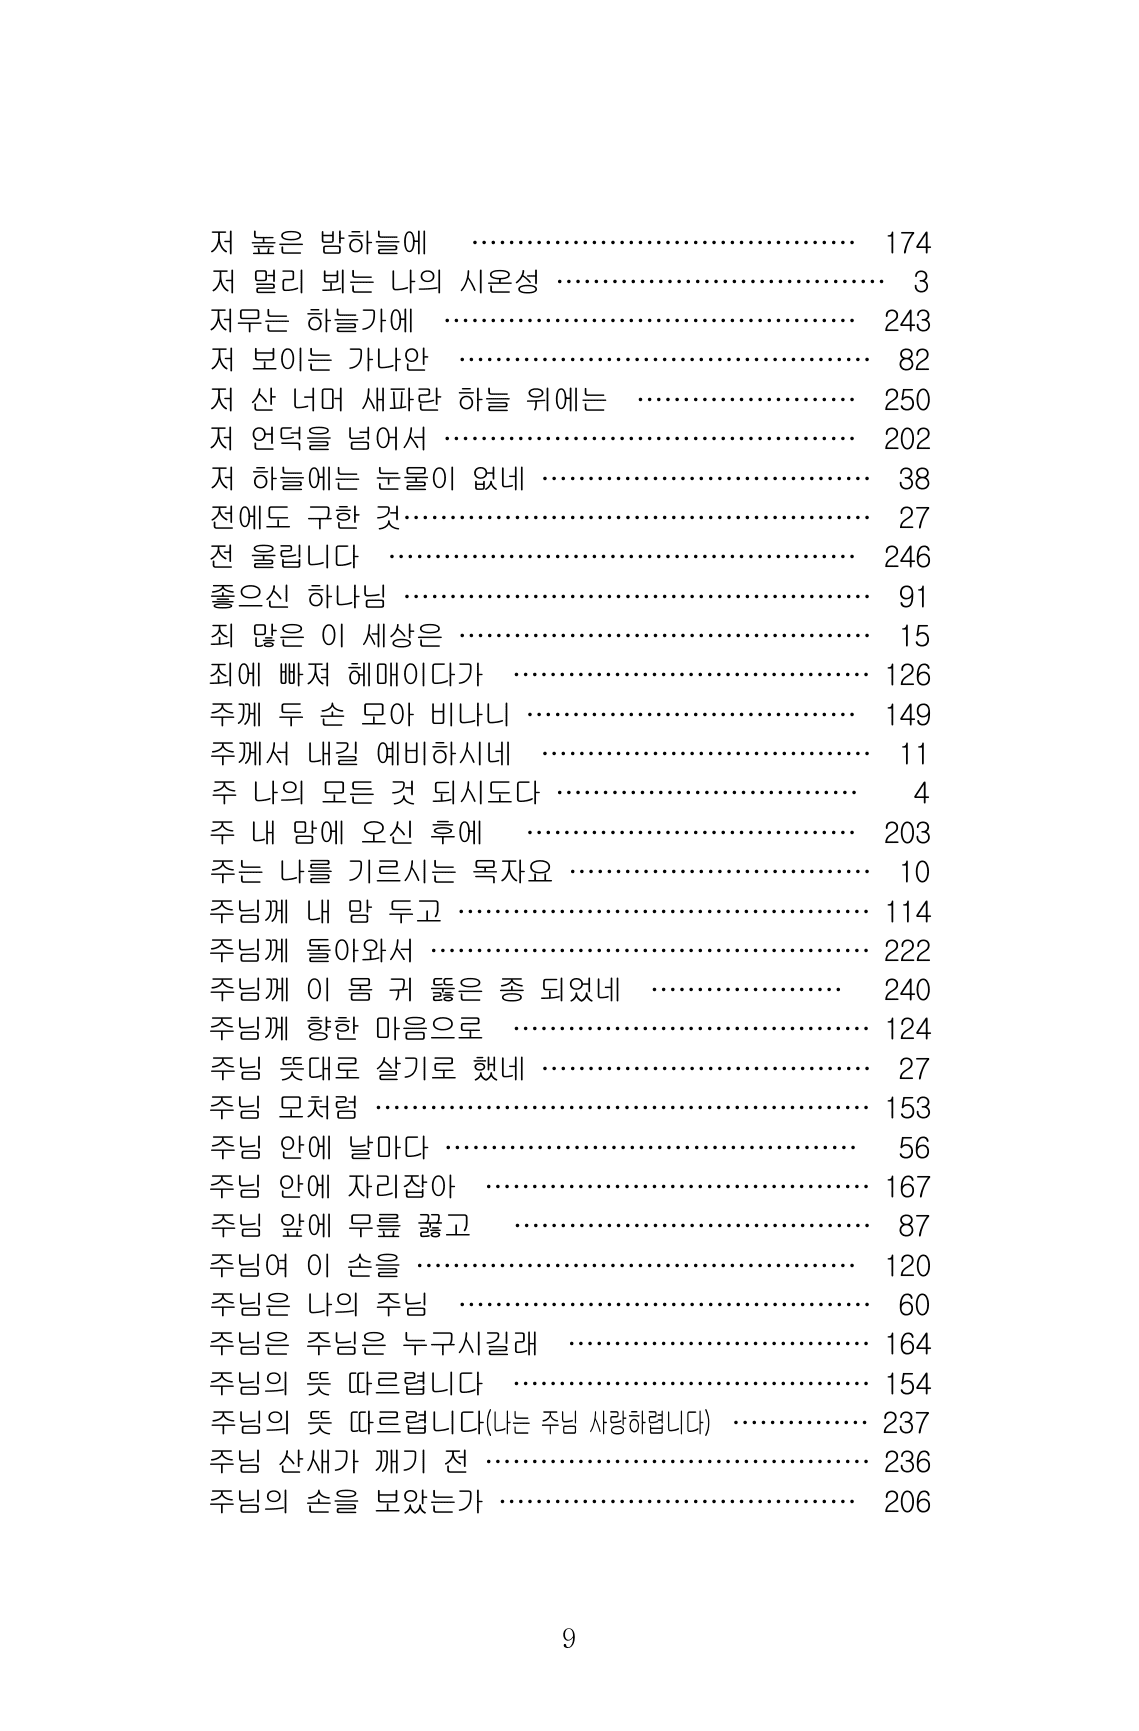 저 높은 밤하늘에 ………………………………… 174
저 멀리 뵈는 나의 시온성 ……………………………… 3
저무는 하늘가에 ……………………………………… 243
저 보이는 가나안 ……………………………………… 82
저 산 너머 새파란 하늘 위에는 …………………… 250
저 언덕을 넘어서 ……………………………………… 202
저 하늘에는 눈물이 없네 ……………………………… 38
전에도 구한 것…………………………………………… 27
전 울립니다 …………………………………………… 246
좋으신 하나님 …………………………………………… 91
죄 많은 이 세상은 ……………………………………… 15
죄에 빠져 헤매이다가 ………………………………… 126
주께 두 손 모아 비나니 ……………………………… 149
주께서 내길 예비하시네 ……………………………… 11
주 나의 모든 것 되시도다 …………………………… 4
주 내 맘에 오신 후에 ……………………………… 203
주는 나를 기르시는 목자요 …………………………… 10
주님께 내 맘 두고 ……………………………………… 114
주님께 돌아와서 ………………………………………… 222
주님께 이 몸 귀 뚫은 종 되었네 ………………… 240
주님께 향한 마음으로 ………………………………… 124
주님 뜻대로 살기로 했네 ……………………………… 27
주님 모처럼 ……………………………………………… 153
주님 안에 날마다 ……………………………………… 56
주님 안에 자리잡아 …………………………………… 167
주님 앞에 무릎 꿇고 ………………………………… 87
주님여 이 손을 ………………………………………… 120
주님은 나의 주님 ……………………………………… 60
주님은 주님은 누구시길래 …………………………… 164
주님의 뜻 따르렵니다 ………………………………… 154
주님의 뜻 따르렵니다(나는 주님 사랑하렵니다) …………… 237
주님 산새가 깨기 전 …………………………………… 236
주님의 손을 보았는가 ………………………………… 206
9